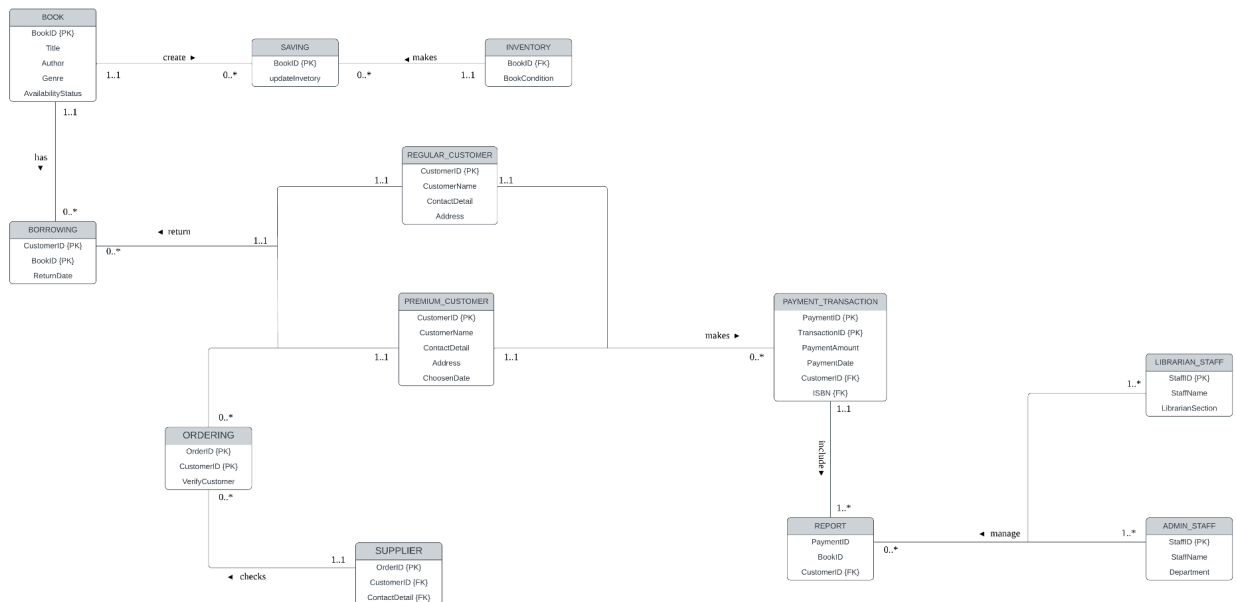 BOOK
BookID {PK}
Title
Author
Genre
AvailabilityStatus
create ►
1..1
0..*
SAVING
BookID {PK}
updateInvetory
◄ makes
0..*
1..1
INVENTORY
BookID {FK}
BookCondition
1..1
has
▼
0..*
BORROWING
CustomerID {PK}
BookID {PK}
ReturnDate
◄ return
0..*
1..1
REGULAR_CUSTOMER
CustomerID {PK}
CustomerName
ContactDetail
Address
1..1
1..1
PREMIUM_CUSTOMER
CustomerID {PK}
CustomerName
ContactDetail
Address
ChoosenDate
1..1
1..1
makes ►
0..*
PAYMENT_TRANSACTION
PaymentID {PK}
TransactionID {PK}
PaymentAmount
PaymentDate
CustomerID {FK}
ISBN {FK}
1..1
include►
1..*
LIBRARIAN_STAFF
StaffID {PK}
StaffName
LibrarianSection
1..*
0..*
ORDERING
OrderID {PK}
CustomerID {PK}
VerifyCustomer
0..*
REPORT
PaymentID
BookID
CustomerID {FK}
◄ manage
0..*
1..*
ADMIN_STAFF
StaffID {PK}
StaffName
Department
1..1
◄ checks
SUPPLIER
OrderID {PK}
CustomerID {FK}
ContactDetail {FK}